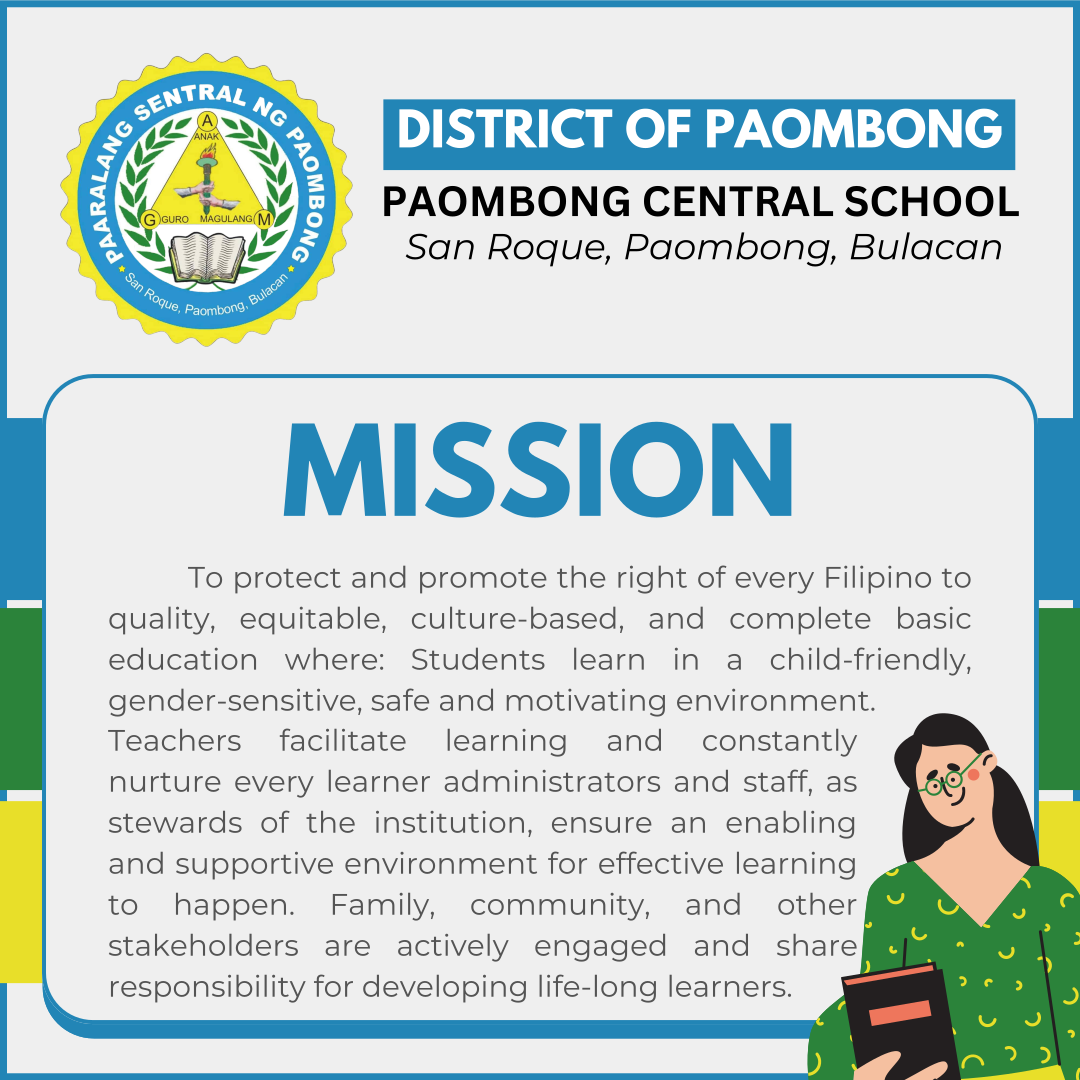 PAARALANG SENTRAL NG PAOMBONG
A
ANAK
G GURO MAGULANG M
San Roque, Paombong, Bulacan
DISTRICT OF PAOMBONG
PAOMBONG CENTRAL SCHOOL
San Roque, Paombong, Bulacan
MISSION
To protect and promote the right of every Filipino to
quality, equitable, culture-based, and complete basic
education where: Students learn in a child-friendly,
gender-sensitive, safe and motivating environment.
Teachers facilitate learning and constantly
nurture every learner administrators and staff, as
stewards of the institution, ensure an enabling
and supportive environment for effective learning
to happen. Family, community, and other
stakeholders are actively engaged and share
responsibility for developing life-long learners.